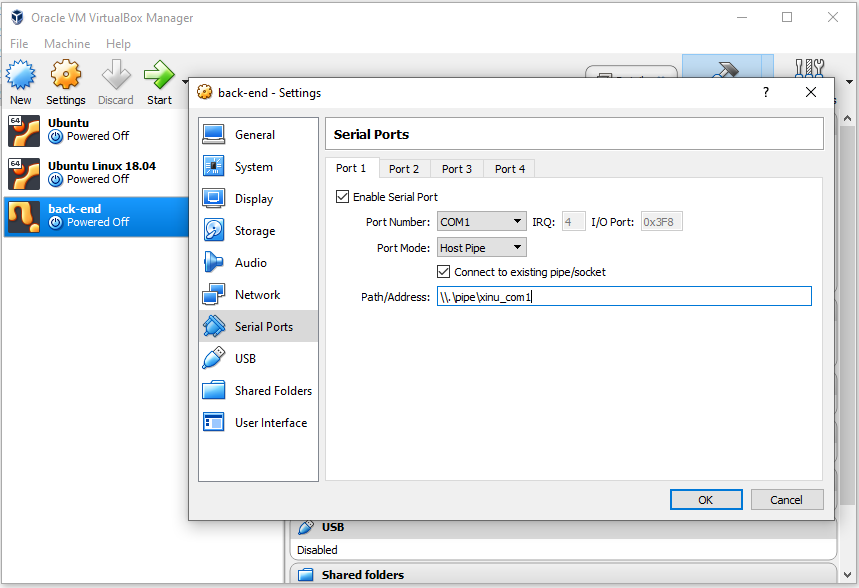 Oracle VM VirtualBox Manager
File Machine Help
New Settings Discard Start
64 Ubuntu
Powered Off
64 Ubuntu Linux 18.04
Powered Off
back-end
Powered Off
back-end - Settings ?
General
System
Display
Storage
Audio
Network
Serial Ports
USB
Shared Folders
User Interface
Serial Ports
Port 1 Port 2 Port 3 Port 4
Enable Serial Port
Port Number: COM1 IRQ: 4 I/O Port: 0x3F8
Port Mode: Host Pipe
Connect to existing pipe/socket
Path/Address: \\.\pipe\xinu_com1
OK Cancel
USB
Disabled
Shared folders